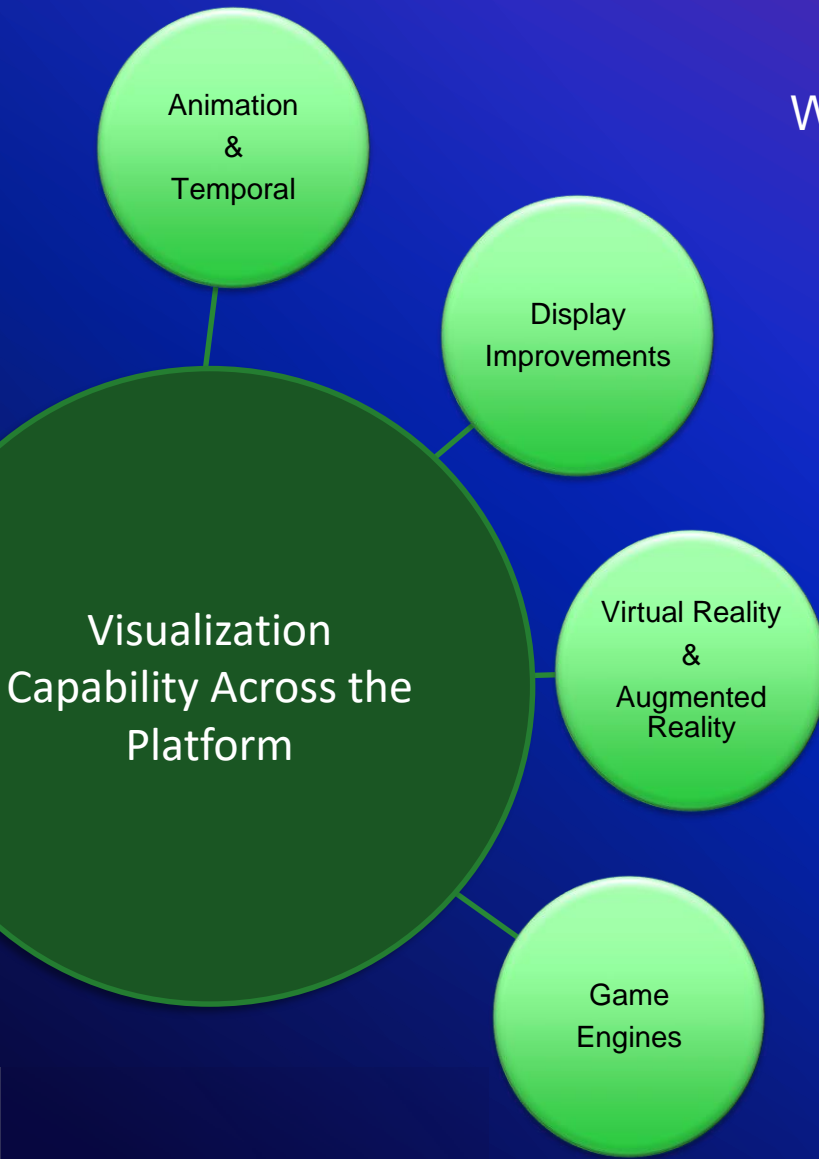 Animation
&
Temporal
W
Display
Improvements
Virtual Reality
&
Augmented
Reality
Visualization
Capability Across the
Platform
Game
Engines